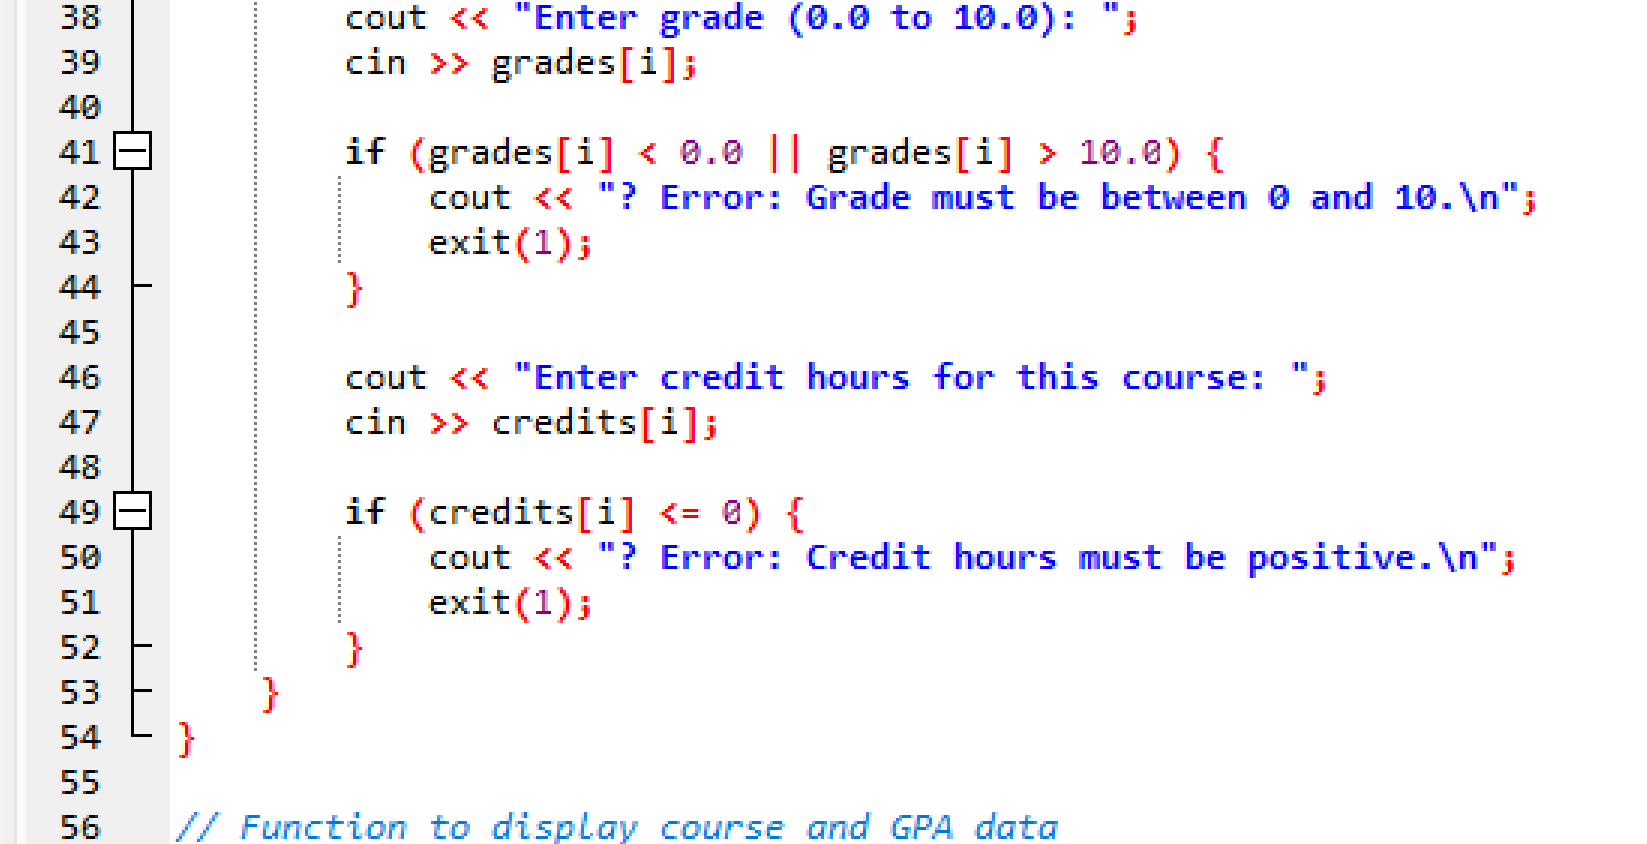 38 cout << "Enter grade (0.0 to 10.0): ";
39 cin >> grades[i];
40
41 if (grades[i] < 0.0 || grades[i] > 10.0) {
42 cout << "? Error: Grade must be between 0 and 10.\n";
43 exit(1);
44 }
45
46 cout << "Enter credit hours for this course: ";
47 cin >> credits[i];
48
49 if (credits[i] <= 0) {
50 cout << "? Error: Credit hours must be positive.\n";
51 exit(1);
52 }
53 }
54 }
55
56 // Function to display course and GPA data